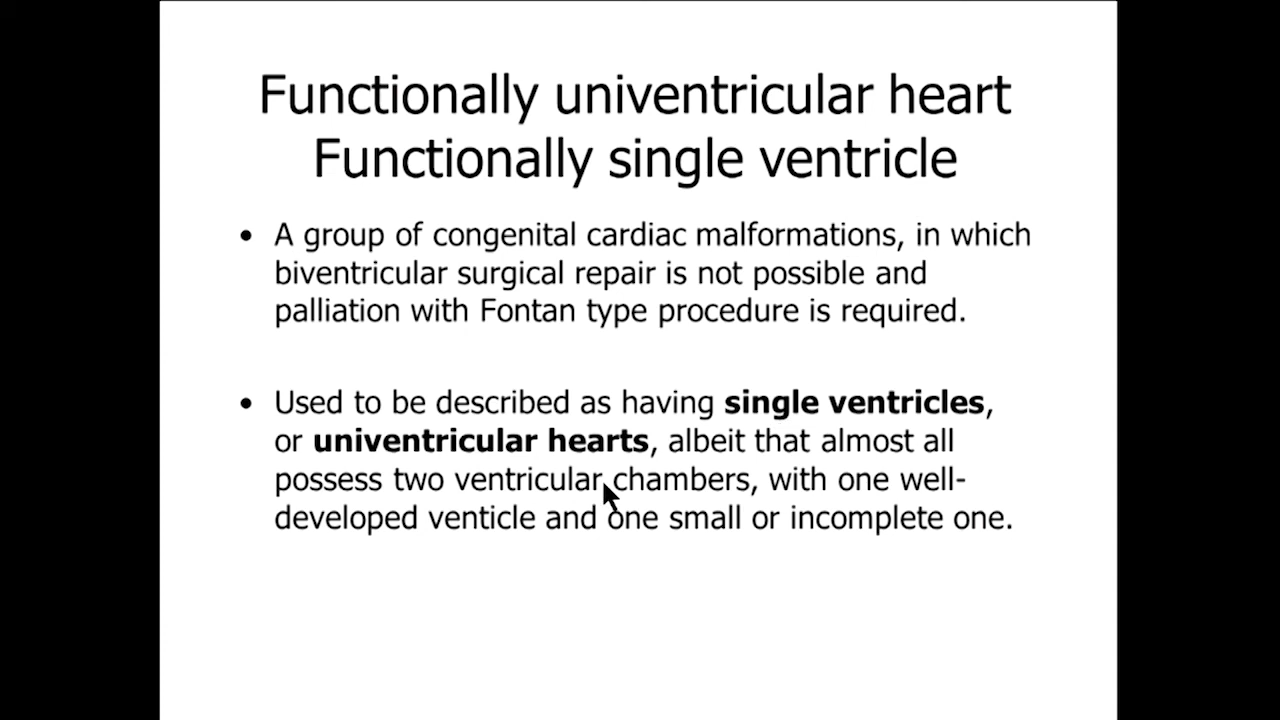 Functionally univentricular heart
Functionally single ventricle
• A group of congenital cardiac malformations, in which
biventricular surgical repair is not possible and
palliation with Fontan type procedure is required.
• Used to be described as having single ventricles,
or univentricular hearts, albeit that almost all
possess two ventricular chambers, with one well-
developed venticle and one small or incomplete one.